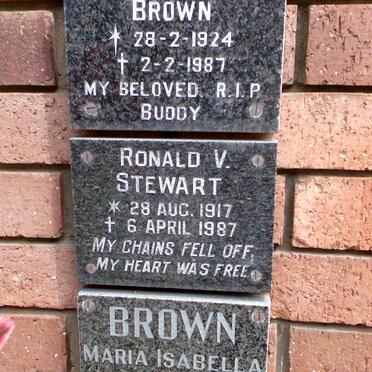 BROWN
* 28-2-1924
† 2-2-1987
MY BELOVED R.I.P
BUDDY
RONALD V.
STEWART
* 28 AUG. 1917
† 6 APRIL 1987
MY CHAINS FELL OFF,
MY HEART WAS FREE
BROWN
MARIA ISABELLA